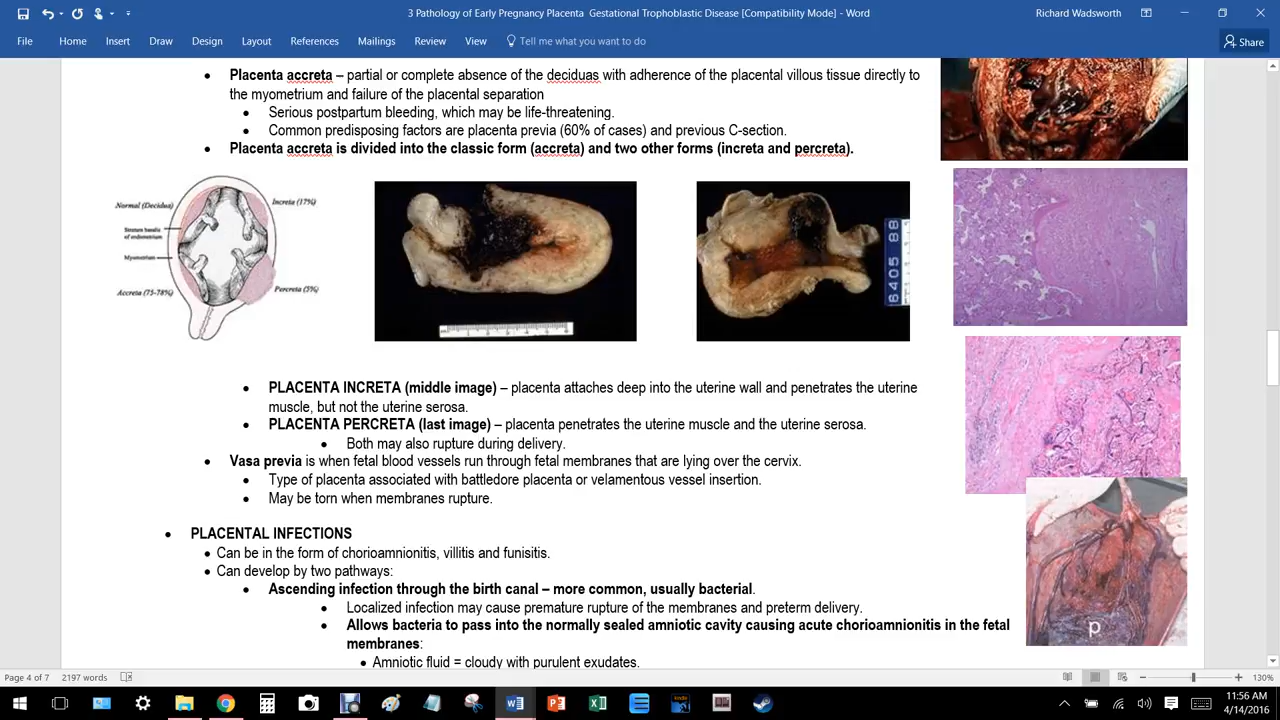 3 Pathology of Early Pregnancy Placenta  Gestational Trophoblastic Disease [Compatibility Mode] - Word
Richard Wadsworth
File Home Insert Draw Design Layout References Mailings Review View Tell me what you want to do
Share
Placenta accreta – partial or complete absence of the deciduas with adherence of the placental villous tissue directly to
the myometrium and failure of the placental separation
Serious postpartum bleeding, which may be life-threatening.
Common predisposing factors are placenta previa (60% of cases) and previous C-section.
Placenta accreta is divided into the classic form (accreta) and two other forms (increta and percreta).
Normal (Decidua)
Increta (17%)
Stratum basalis
of endometrium
Myometrium
Accreta (75-78%)
Percreta (5%)
6405 88
PLACENTA INCRETA (middle image) – placenta attaches deep into the uterine wall and penetrates the uterine
muscle, but not the uterine serosa.
PLACENTA PERCRETA (last image) – placenta penetrates the uterine muscle and the uterine serosa.
Both may also rupture during delivery.
Vasa previa is when fetal blood vessels run through fetal membranes that are lying over the cervix.
Type of placenta associated with battledore placenta or velamentous vessel insertion.
May be torn when membranes rupture.
PLACENTAL INFECTIONS
Can be in the form of chorioamnionitis, villitis and funisitis.
Can develop by two pathways:
Ascending infection through the birth canal – more common, usually bacterial.
Localized infection may cause premature rupture of the membranes and preterm delivery.
Allows bacteria to pass into the normally sealed amniotic cavity causing acute chorioamnionitis in the fetal
membranes:
p
Amniotic fluid = cloudy with purulent exudates.
Page 4 of 7 2197 words
130%
11:56 AM
4/14/2016